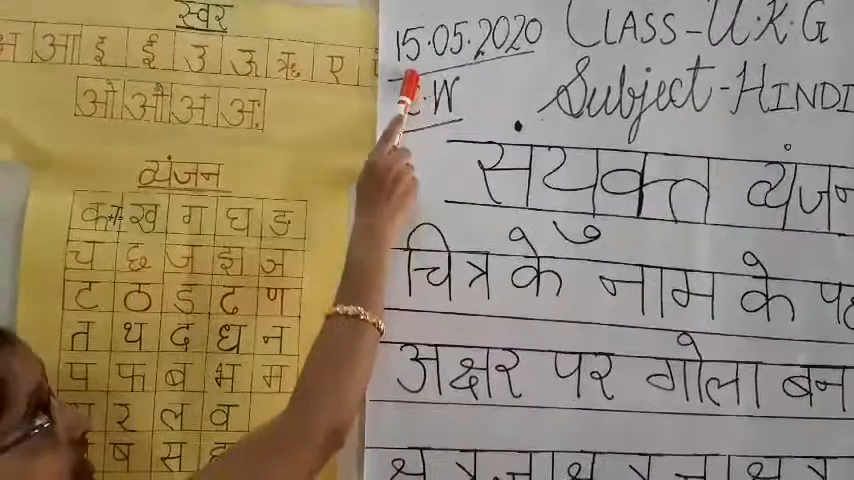 स्वर
अ आ इ ई उ ऊ ऋ ए
ओ औ अं अः
व्यंजन
क ख ग घ ङ
च छ ज झ ञ
ट ठ ड ढ ण
त थ द ध न
प फ ब भ म
र ल व
ष स ह
15.05.2020 CLASS-U.K.G
C.W Subject-HINDI
संयुक्त व्यंजन
चित्र के नाम के
अक्षर पर गोला बना